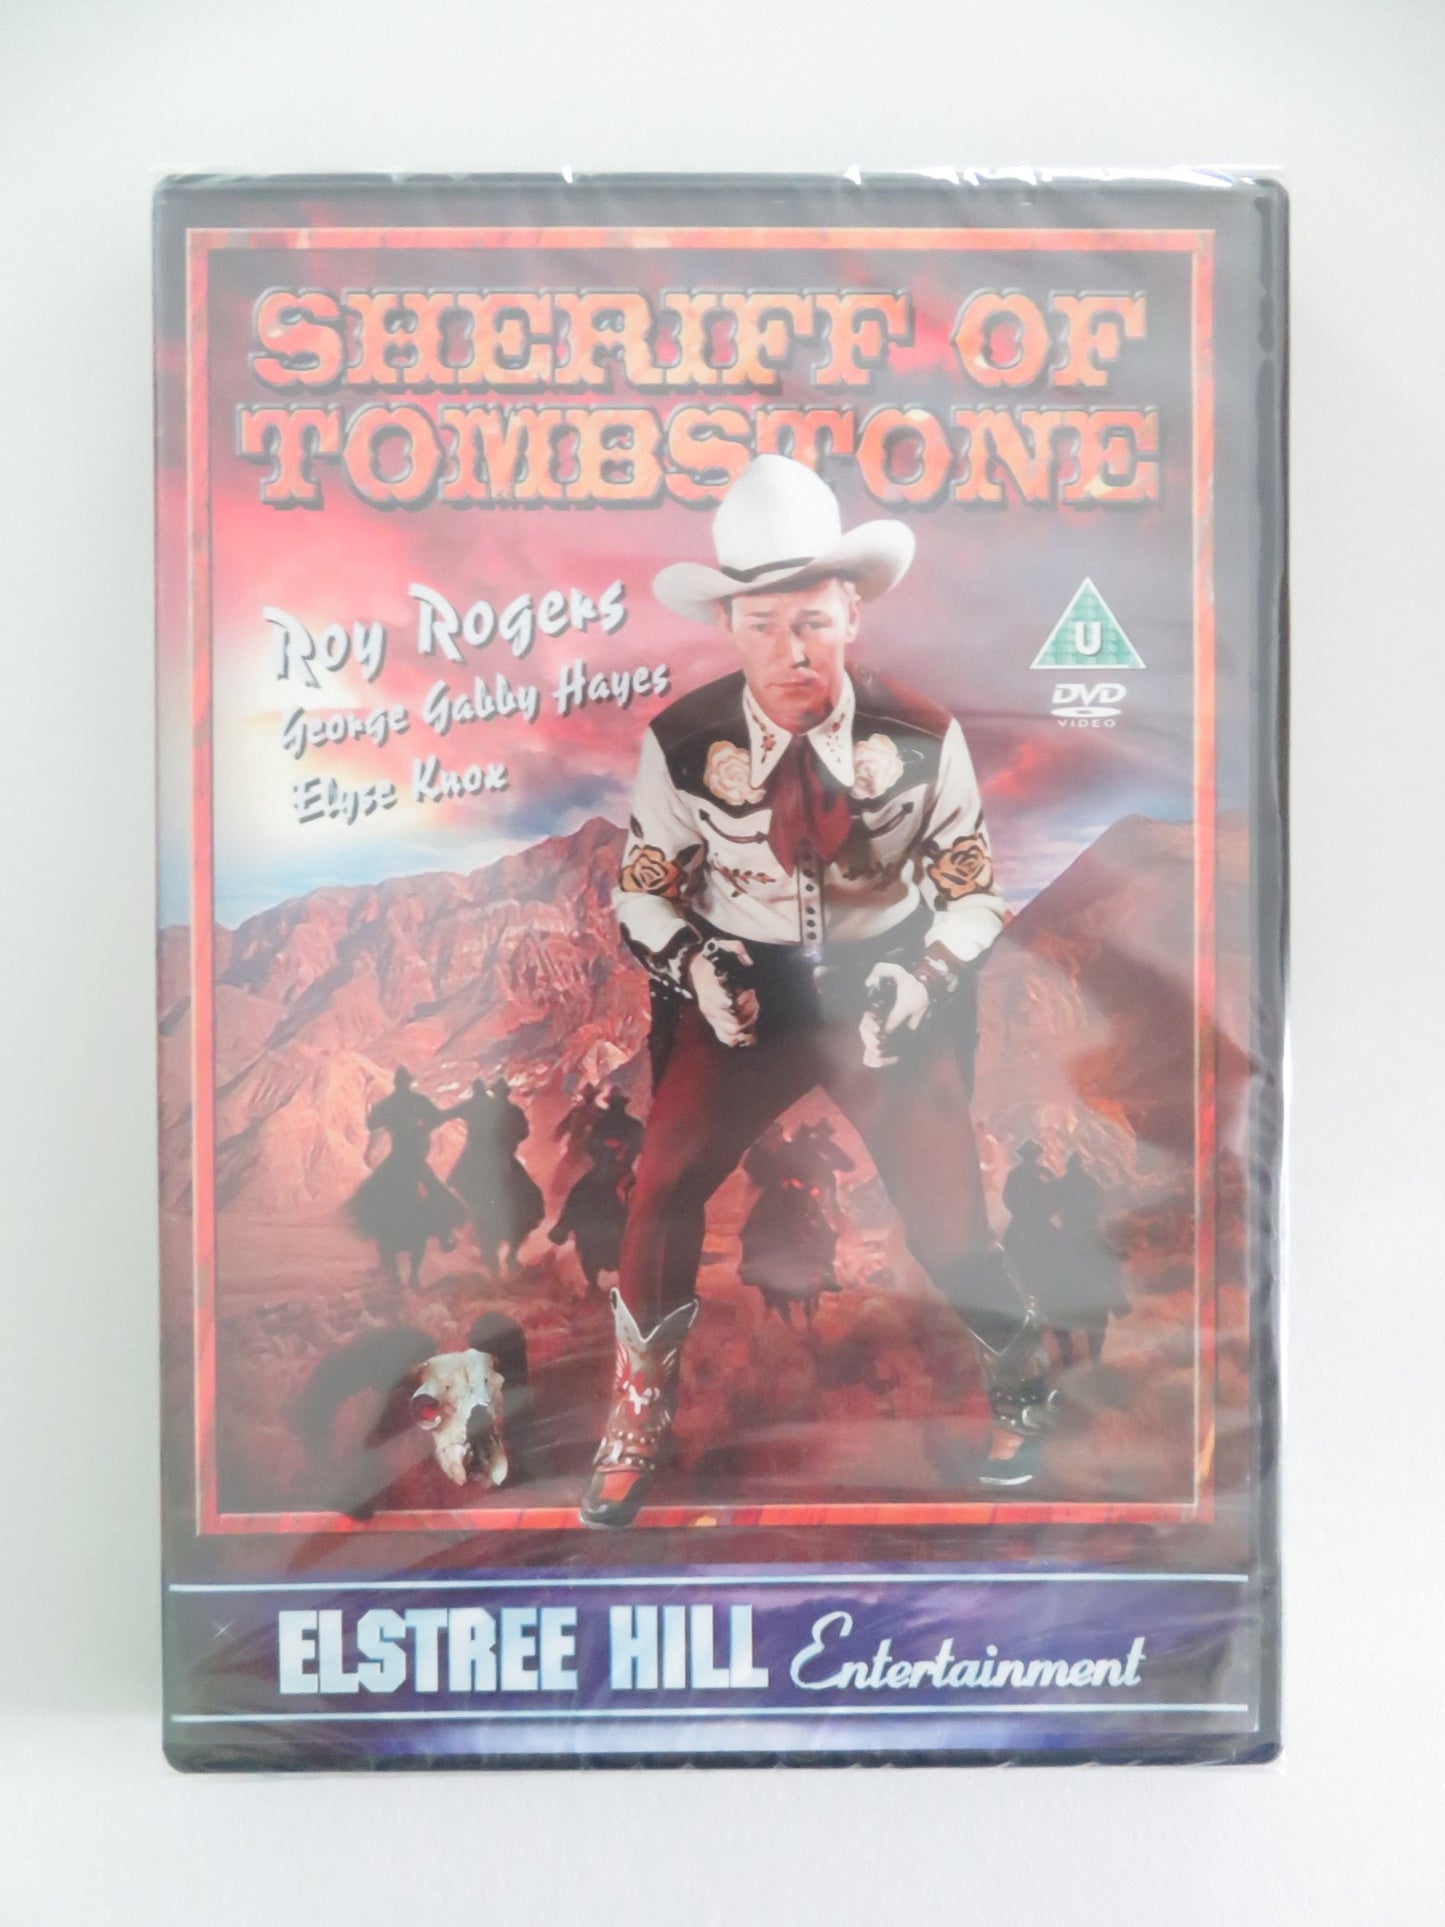 SHERIFF OF
TOMBSTONE
Roy Rogers
George Gabby Hayes
Elyse Knox
U
DVD
VIDEO
ELSTREE HILL Entertainment